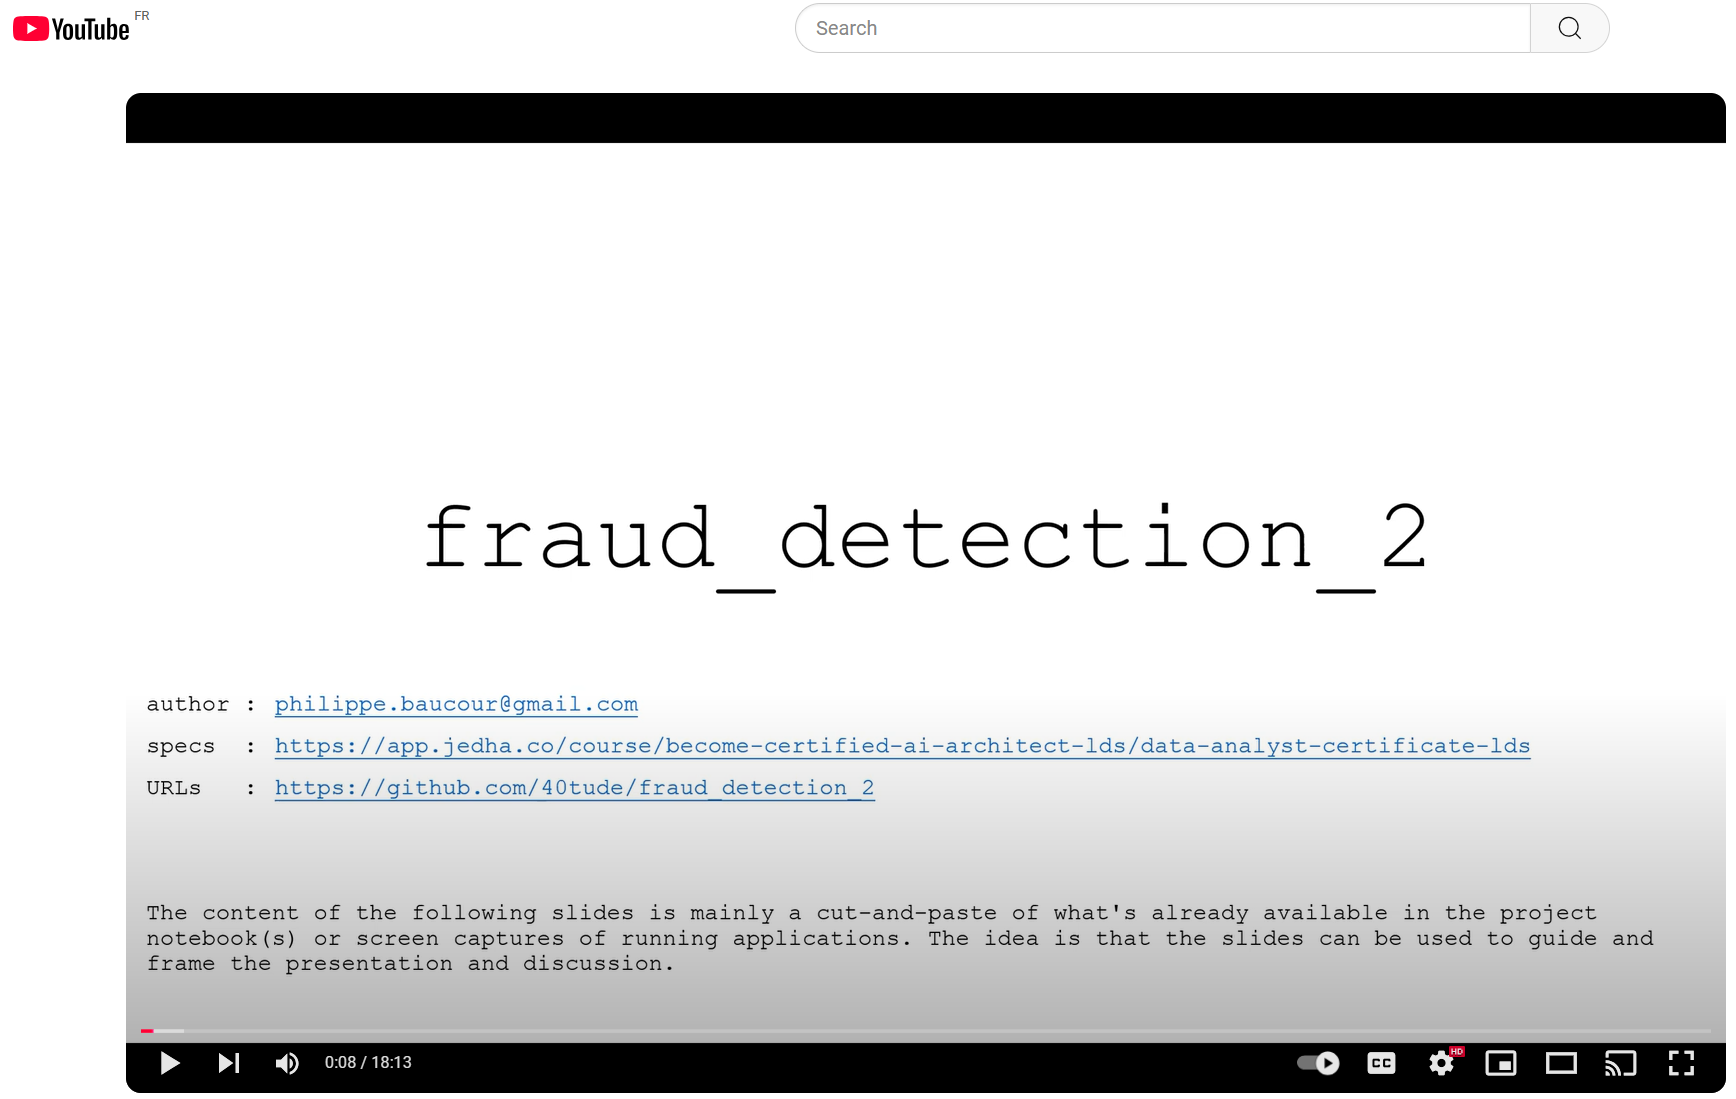 YouTube FR
Search
fraud_detection_2
author : philippe.baucour@gmail.com
specs : https://app.jedha.co/course/become-certified-ai-architect-lds/data-analyst-certificate-lds
URLs : https://github.com/40tude/fraud_detection_2
The content of the following slides is mainly a cut-and-paste of what's already available in the project
notebook(s) or screen captures of running applications. The idea is that the slides can be used to guide and
frame the presentation and discussion.
0:08 / 18:13
CC
HD